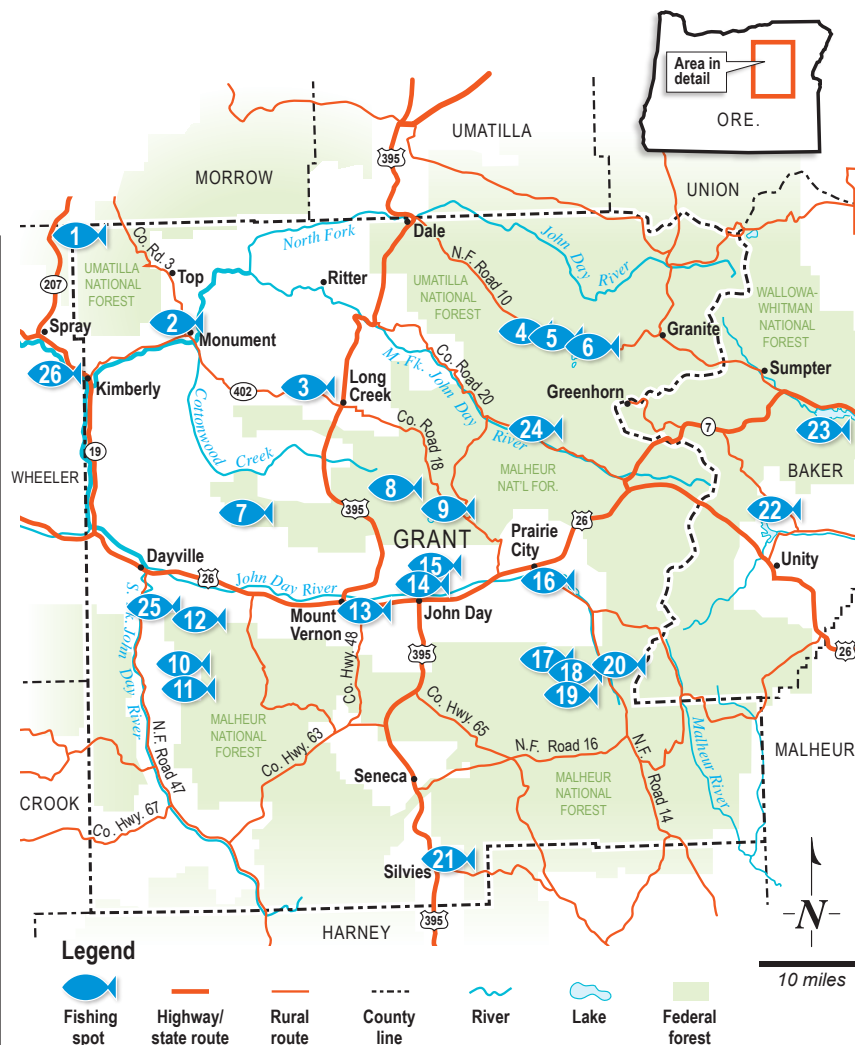 Area in
detail
ORE.
UMATILLA
395
MORROW
UNION
1
Co. Rd. 3
North Fork
Dale
John Day
River
UMATILLA
NATIONAL
FOREST
Top
Ritter
N.F. Road 10
UMATILLA
NATIONAL
FOREST
WALLOWA-
WHITMAN
NATIONAL
FOREST
207
Spray
2
Monument
4
5
6
Granite
Sumpter
26
Kimberly
402
3
Long
Creek
M. Fk. John Day
River
Co. Road 20
Greenhorn
Cottonwood
Creek
Co. Road 18
24
7
23
19
WHEELER
MALHEUR
NAT'L FOR.
BAKER
8
7
395
9
22
GRANT
26
Prairie
City
Unity
Dayville
26
John Day River
15
14
16
25
12
Mount
Vernon
13
John Day
S. Fk. John Day
River
Co. Hwy. 48
395
26
10
11
17
18
19
20
MALHEUR
NATIONAL
FOREST
Co. Hwy. 65
Malheur
River
N.F. Road 47
Co. Hwy. 63
N.F. Road 16
N.F. Road 14
MALHEUR
CROOK
Co. Hwy. 67
Seneca
MALHEUR
NATIONAL
FOREST
21
Silvies
395
HARNEY
N
10 miles
Legend
Fishing
spot
Highway/
state route
Rural
route
County
line
River
Lake
Federal
forest